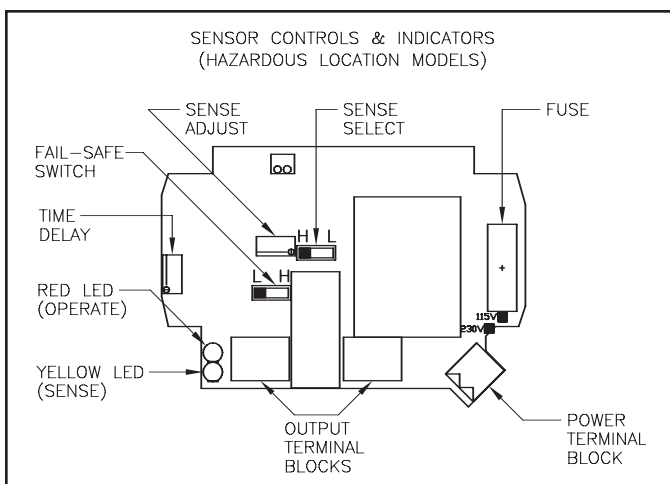 SENSOR CONTROLS & INDICATORS
(HAZARDOUS LOCATION MODELS)
SENSE
ADJUST
SENSE
SELECT
FUSE
FAIL-SAFE
SWITCH
TIME
DELAY
H L
L H
RED LED
(OPERATE)
115V
230V
YELLOW LED
(SENSE)
OUTPUT
TERMINAL
BLOCKS
POWER
TERMINAL
BLOCK